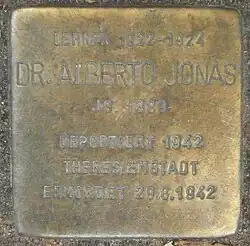 LEHRER 1922-1924
DR. ALBERTO JONAS
JG. 1889
DEPORTIERT 1942
THERESIENSTADT
ERMORDET 29.8.1942